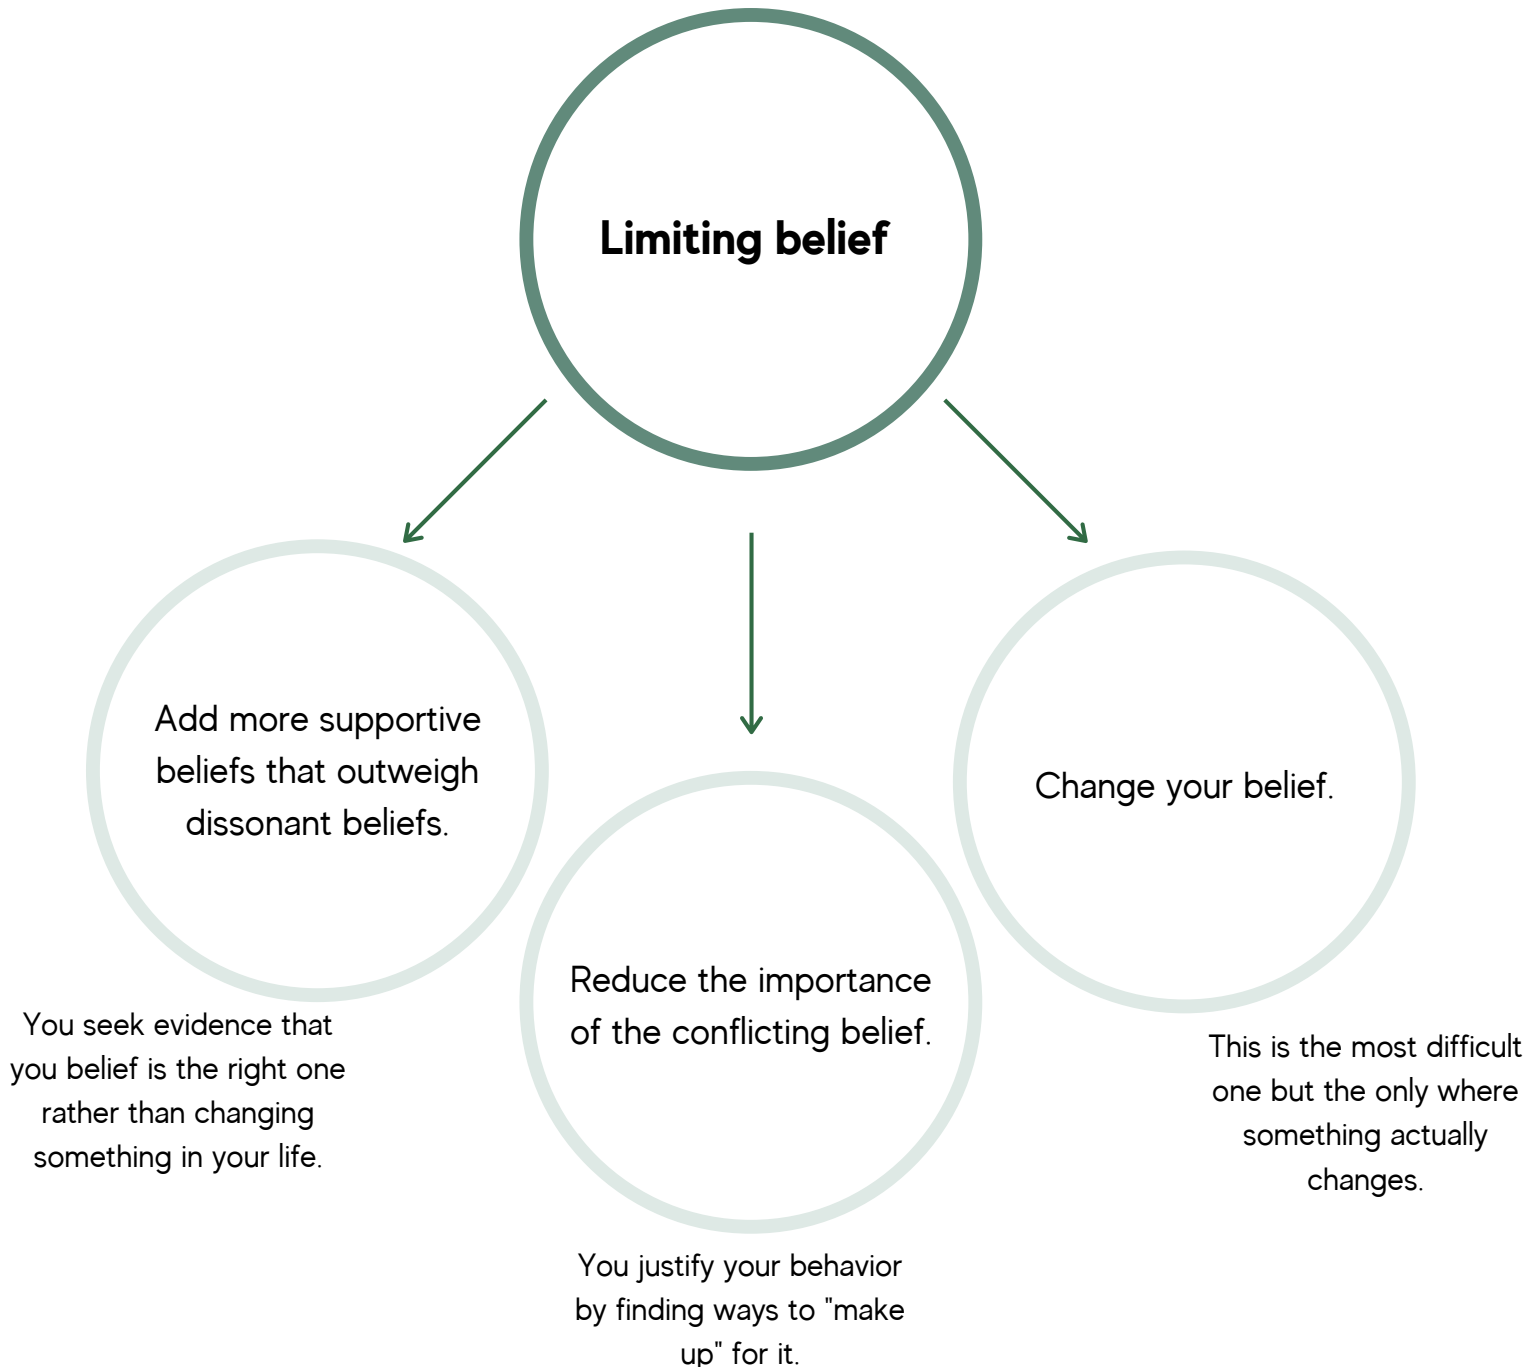 Limiting belief
Add more supportive
beliefs that outweigh
dissonant beliefs.
You seek evidence that
you belief is the right one
rather than changing
something in your life.
Reduce the importance
of the conflicting belief.
You justify your behavior
by finding ways to "make
up" for it.
Change your belief.
This is the most difficult
one but the only where
something actually
changes.